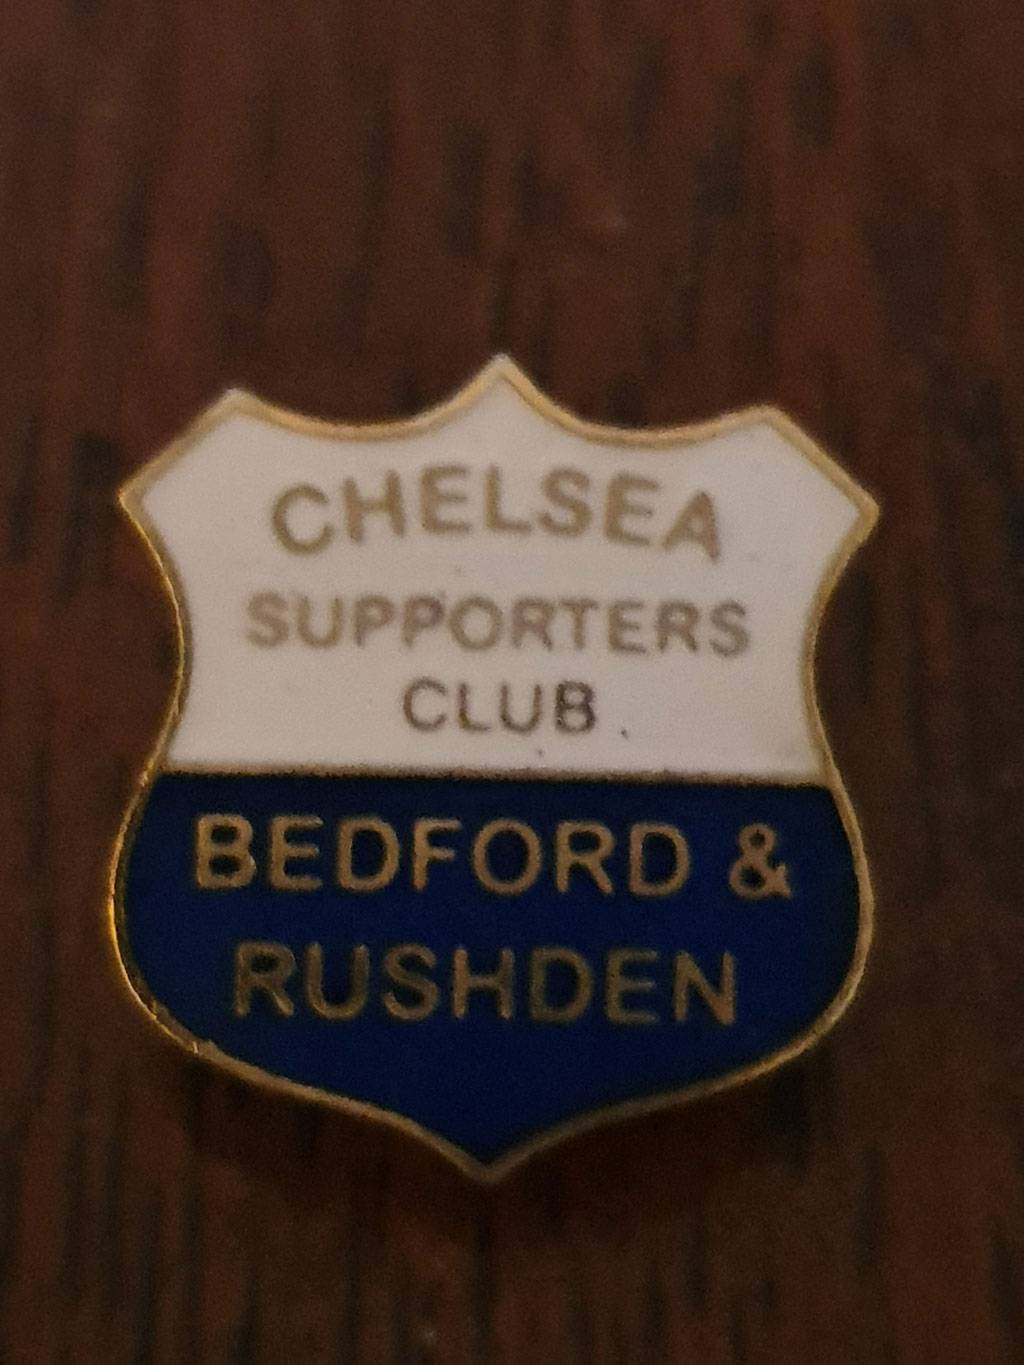 CHELSEA
SUPPORTERS
CLUB
BEDFORD &
RUSHDEN